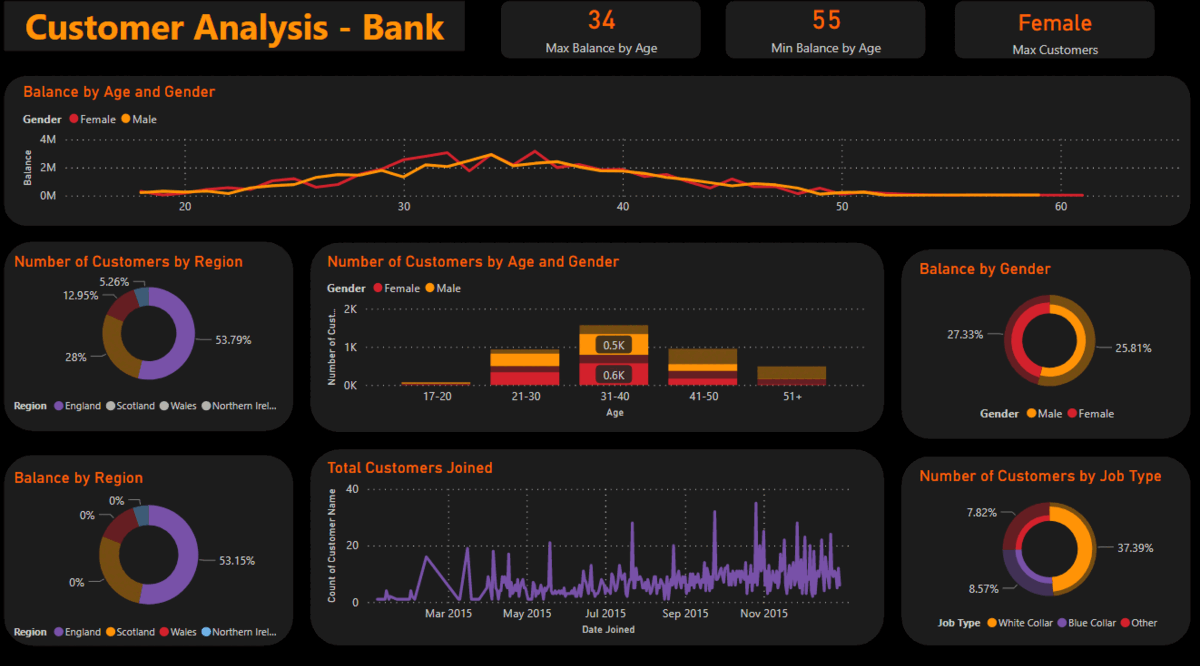 Customer Analysis - Bank
34
Max Balance by Age
55
Min Balance by Age
Female
Max Customers
Balance by Age and Gender
Gender Female Male
Balance
4M
2M
0M
20 30 40 50 60
Number of Customers by Region
5.26%
12.95%
53.79%
28%
Region England Scotland Wales Northern Irel...
Number of Customers by Age and Gender
Gender Female Male
Number of Cust...
2K
1K
0K
0.5K
0.6K
17-20 21-30 31-40 41-50 51+
Age
Balance by Gender
27.33%
25.81%
Gender Male Female
Balance by Region
0%
0%
53.15%
0%
Region England Scotland Wales Northern Irel...
Total Customers Joined
Count of Customer Name
40
20
0
Mar 2015 May 2015 Jul 2015 Sep 2015 Nov 2015
Date Joined
Number of Customers by Job Type
7.82%
37.39%
8.57%
Job Type White Collar Blue Collar Other